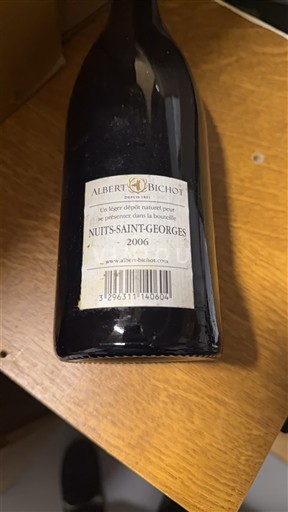 ALBERT BICHOT
Un léger dépôt naturel peut
se présenter dans la bouteille
NUITS-SAINT-GEORGES
2006
www.albert-bichot.com
3 296311 140604